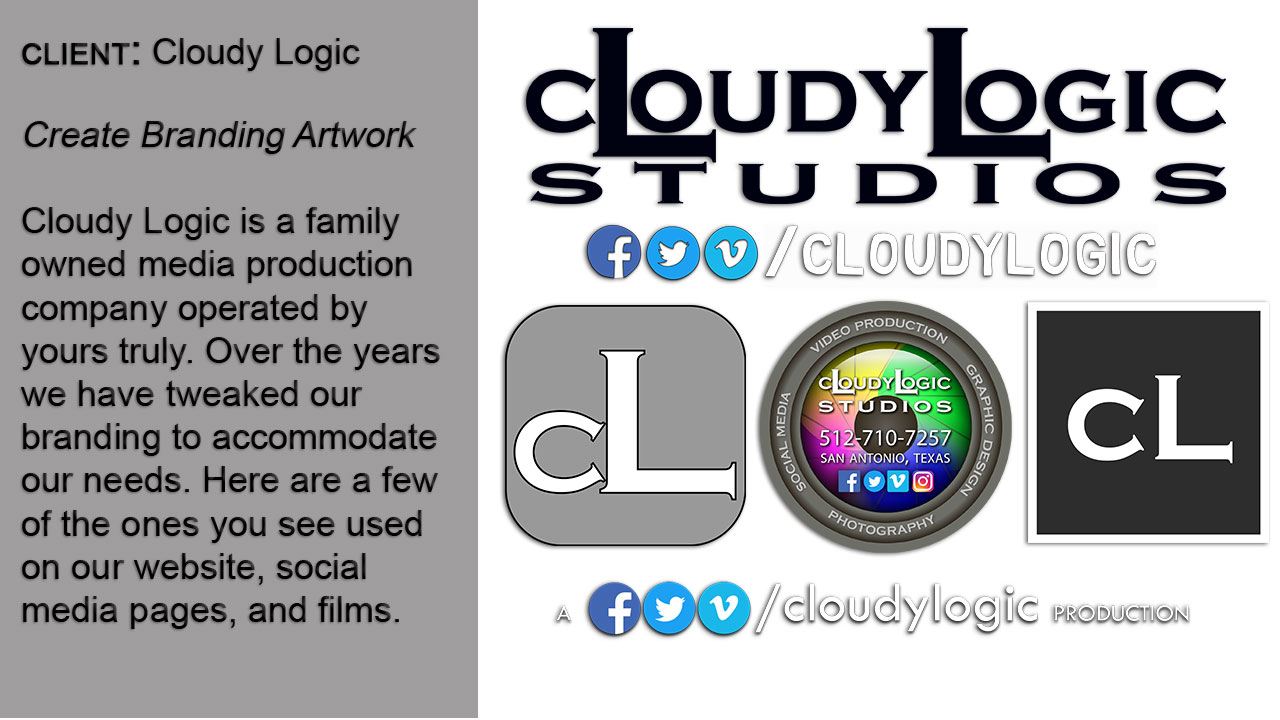 CLIENT: Cloudy Logic
Create Branding Artwork
Cloudy Logic is a family
owned media production
company operated by
yours truly. Over the years
we have tweaked our
branding to accommodate
our needs. Here are a few
of the ones you see used
on our website, social
media pages, and films.
cLOUDYLOGIC
STUDIOS
/CLOUDYLOGIC
cL
VIDEO PRODUCTION
GRAPHIC DESIGN
PHOTOGRAPHY
SOCIAL MEDIA
cLOUDYLOGIC
STUDIOS
512-710-7257
SAN ANTONIO, TEXAS
cL
A /cloudylogic PRODUCTION